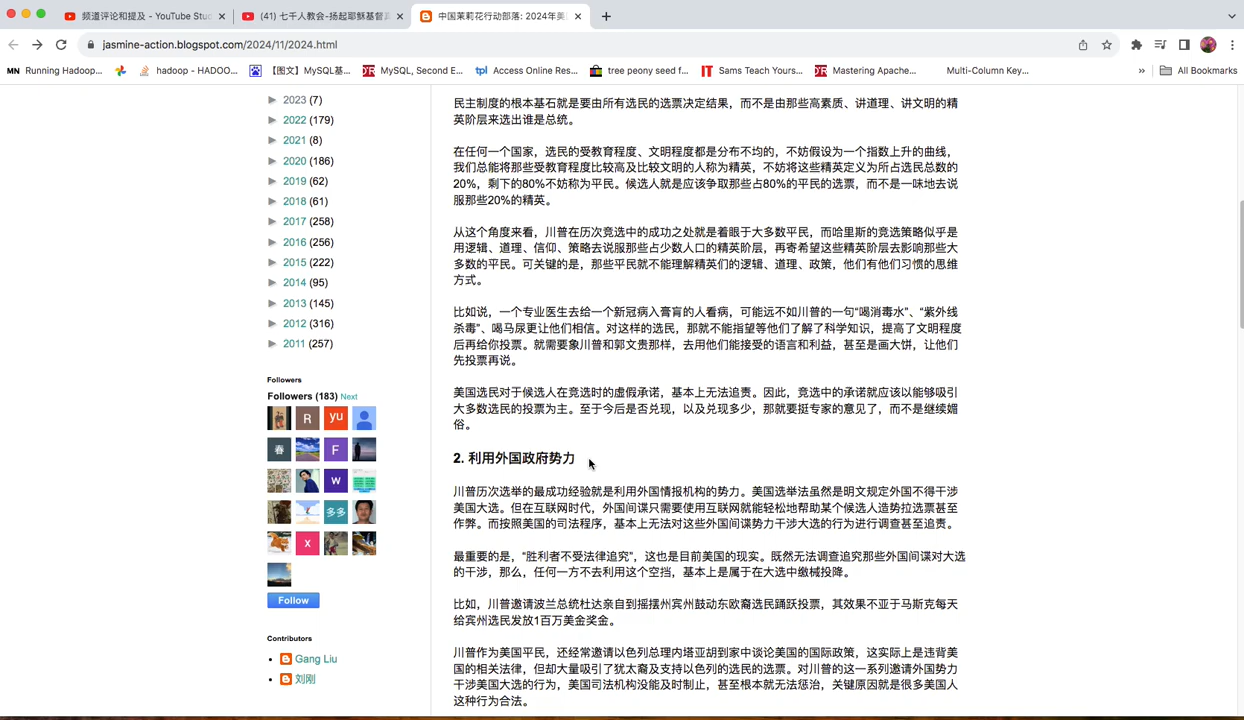 频道评论和提及 - YouTube Stu
(41) 七千人教会-扬起耶稣基督
中国茉莉花行动部落: 2024年美
jasmine-action.blogspot.com/2024/11/2024.html
Running Hadoop...
hadoop - HADOO...
【图文】MySQL基...
MySQL, Second E...
Access Online Res...
tree peony seed f...
Sams Teach Yours...
Mastering Apache...
Multi-Column Key...
»
All Bookmarks
► 2023 (7)
► 2022 (179)
► 2021 (8)
► 2020 (186)
► 2019 (62)
► 2018 (61)
► 2017 (258)
► 2016 (256)
► 2015 (222)
► 2014 (95)
► 2013 (145)
► 2012 (316)
► 2011 (257)
Followers
Followers (183) Next
R
yu
春
F
W
多多
X
Follow
Contributors
Gang Liu
刘刚
民主制度的根本基石就是要由所有选民的选票决定结果，而不是由那些高素质、讲道理、讲文明的精
英阶层来选出谁是总统。
在任何一个国家，选民的受教育程度、文明程度都是分布不均的，不妨假设为一个指数上升的曲线，
我们总能将那些受教育程度比较高及比较文明的人称为精英，不妨将这些精英定义为所占选民总数的
20%，剩下的80%不妨称为平民。候选人就是应该争取那些占80%的平民的选票，而不是一味地去说
服那些20%的精英。
从这个角度来看，川普在历次竞选中的成功之处就是着眼于大多数平民，而哈里斯的竞选策略似乎是
用逻辑、道理、信仰、策略去说服那些占少数人口的精英阶层，再寄希望这些精英阶层去影响那些大
多数的平民。可关键的是，那些平民就不能理解精英们的逻辑、道理、政策，他们有他们习惯的思维
方式。
比如说，一个专业医生去给一个新冠病入膏肓的人看病，可能远不如川普的一句“喝消毒水”、“紫外线
杀毒”、喝马尿更让他们相信。对这样的选民，那就不能指望等他们了解了科学知识，提高了文明程度
后再给你投票。就需要象川普和郭文贵那样，去用他们能接受的语言和利益，甚至是画大饼，让他们
先投票再说。
美国选民对于候选人在竞选时的虚假承诺，基本上无法追责。因此，竞选中的承诺就应该以能够吸引
大多数选民的投票为主。至于今后是否兑现，以及兑现多少，那就要挺专家的意见了，而不是继续媚
俗。
2. 利用外国政府势力
川普历次选举的最成功经验就是利用外国情报机构的势力。美国选举法虽然是明文规定外国不得干涉
美国大选。但在互联网时代，外国间谍只需要使用互联网就能轻松地帮助某个候选人造势拉选票甚至
作弊。而按照美国的司法程序，基本上无法对这些外国间谍势力干涉大选的行为进行调查甚至追责。
最重要的是，“胜利者不受法律追究”，这也是目前美国的现实。既然无法调查追究那些外国间谍对大选
的干涉，那么，任何一方不去利用这个空挡，基本上是属于在大选中缴械投降。
比如，川普邀请波兰总统杜达亲自到摇摆州宾州鼓动东欧裔选民踊跃投票，其效果不亚于马斯克每天
给宾州选民发放1百万美金奖金。
川普作为美国平民，还经常邀请以色列总理内塔亚胡到家中谈论美国的国际政策，这实际上是违背美
国的相关法律，但却大量吸引了犹太裔及支持以色列的选民的选票。对川普的这一系列邀请外国势力
干涉美国大选的行为，美国司法机构没能及时制止，甚至根本就无法惩治，关键原因就是很多美国人
这种行为合法。